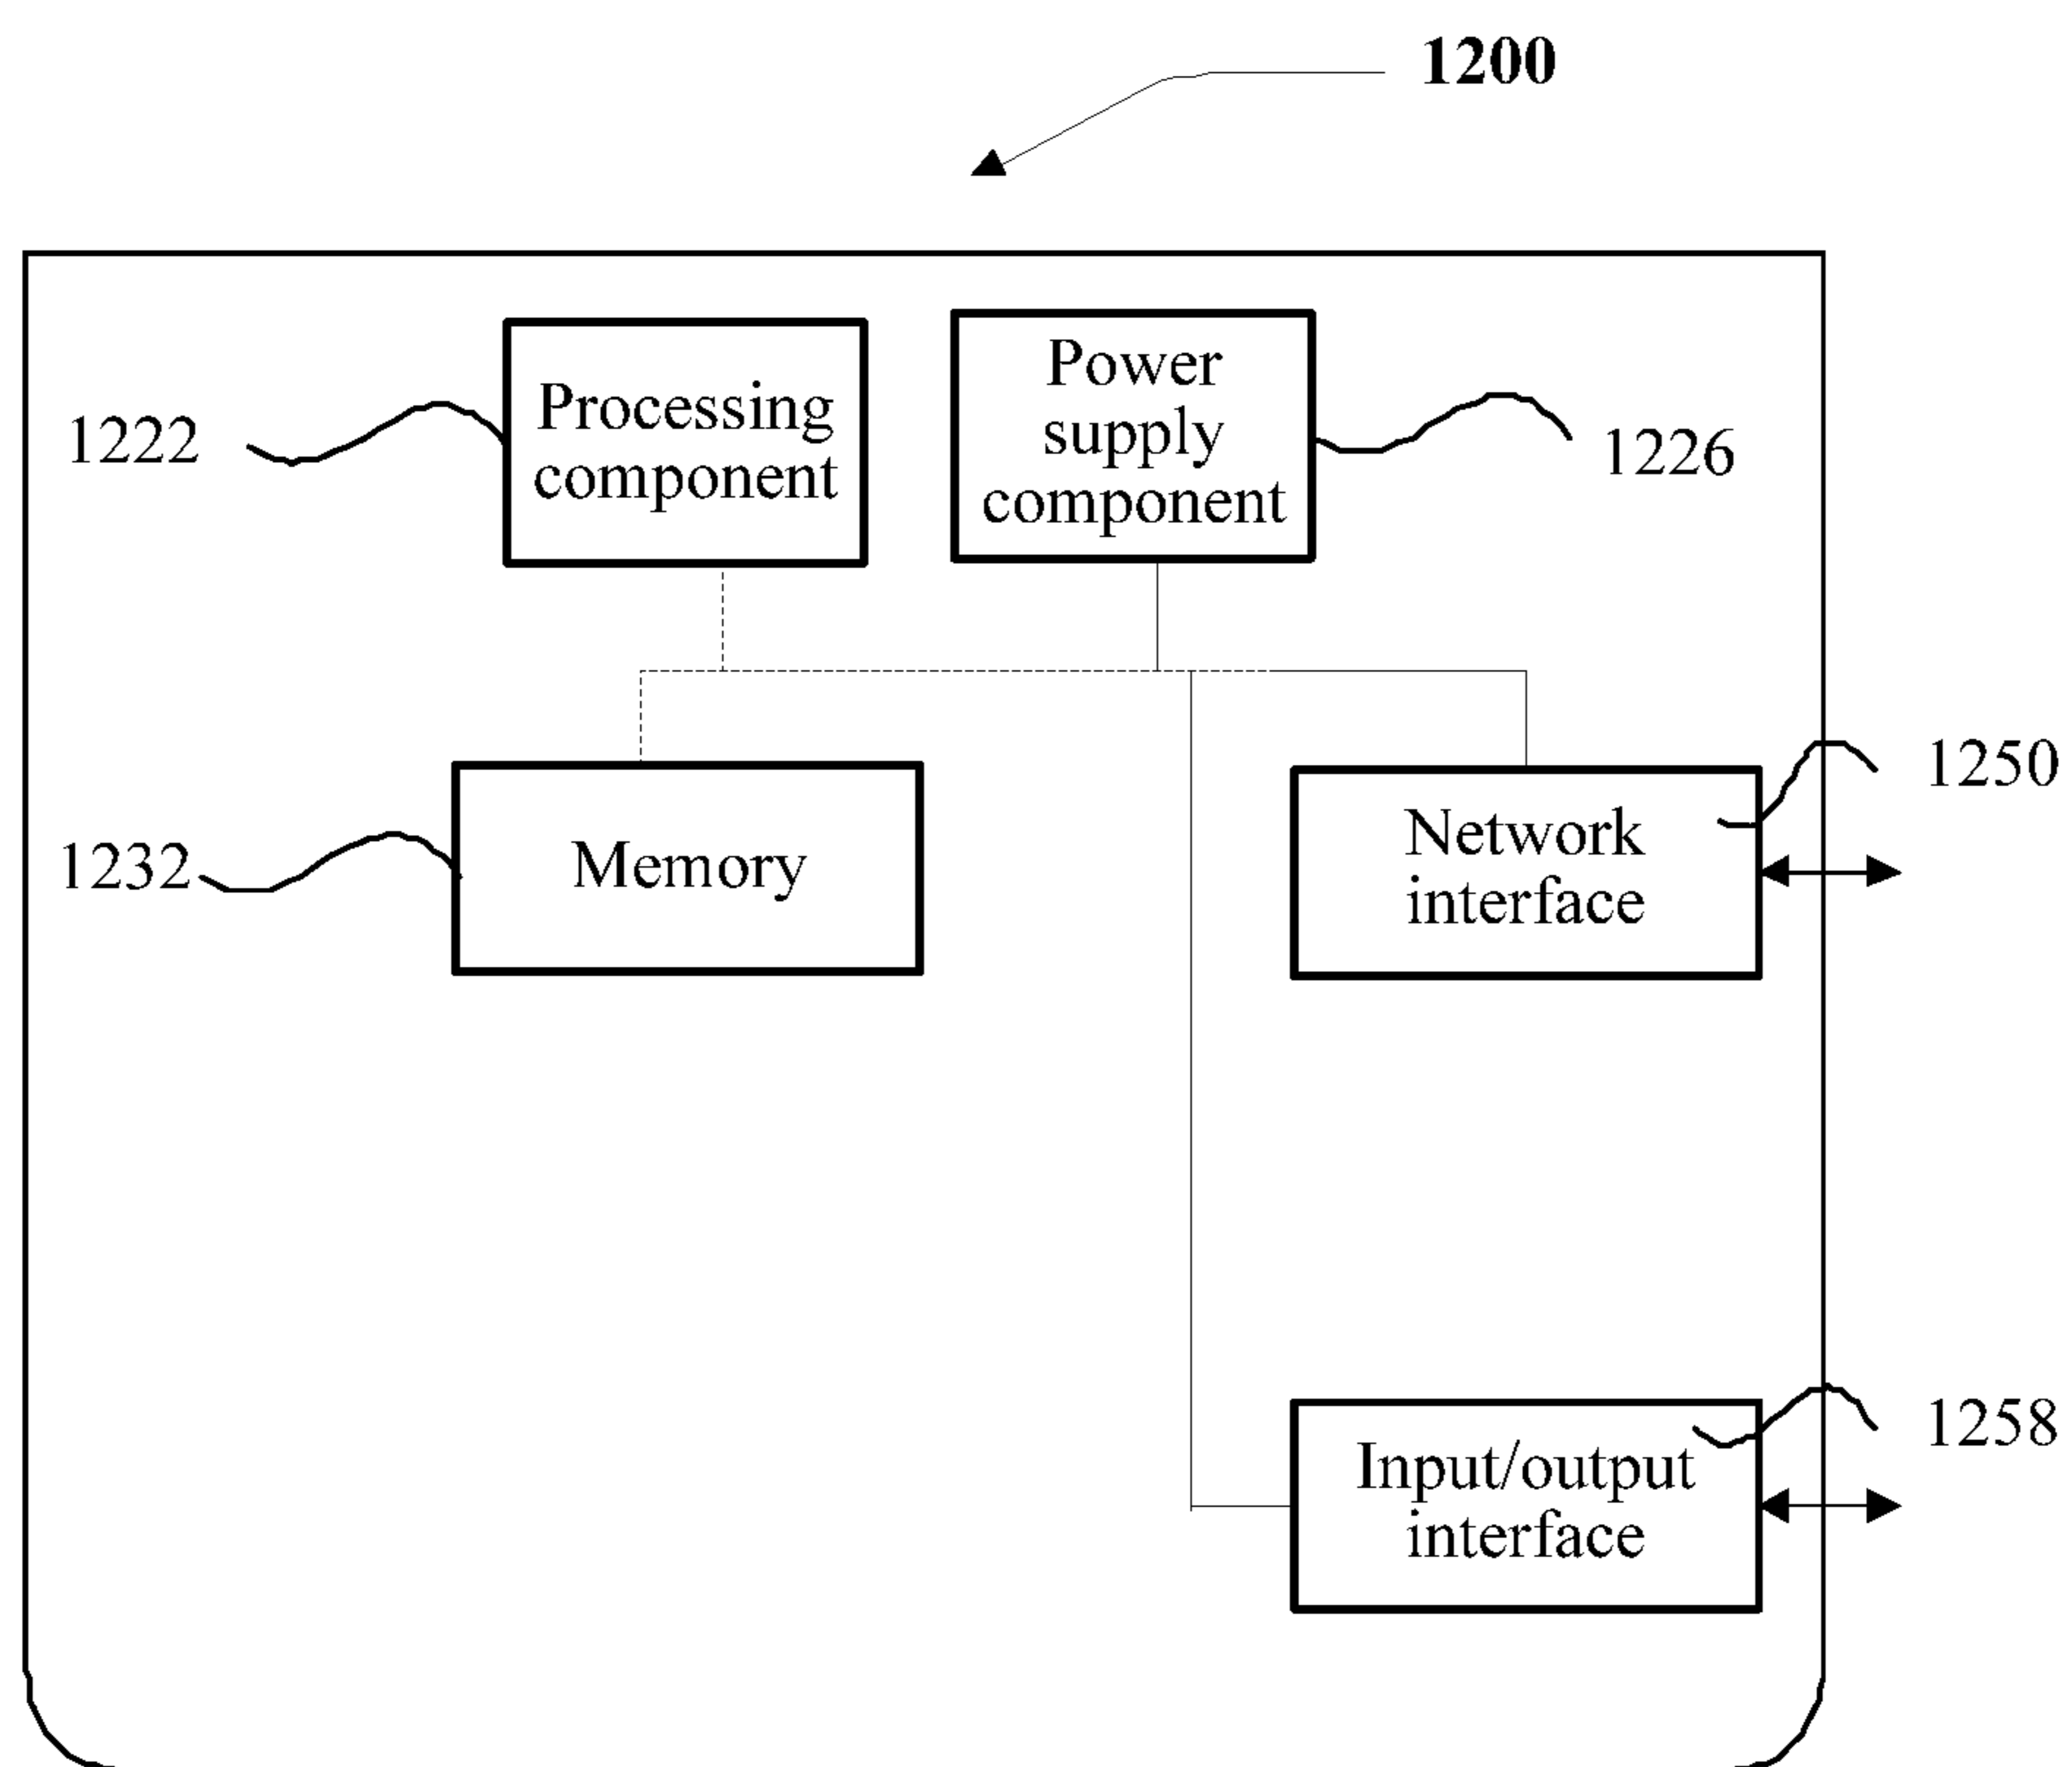 1200
Processing
component
Power
supply
component
1222
1226
1232
Memory
Network
interface
1250
Input/output
interface
1258